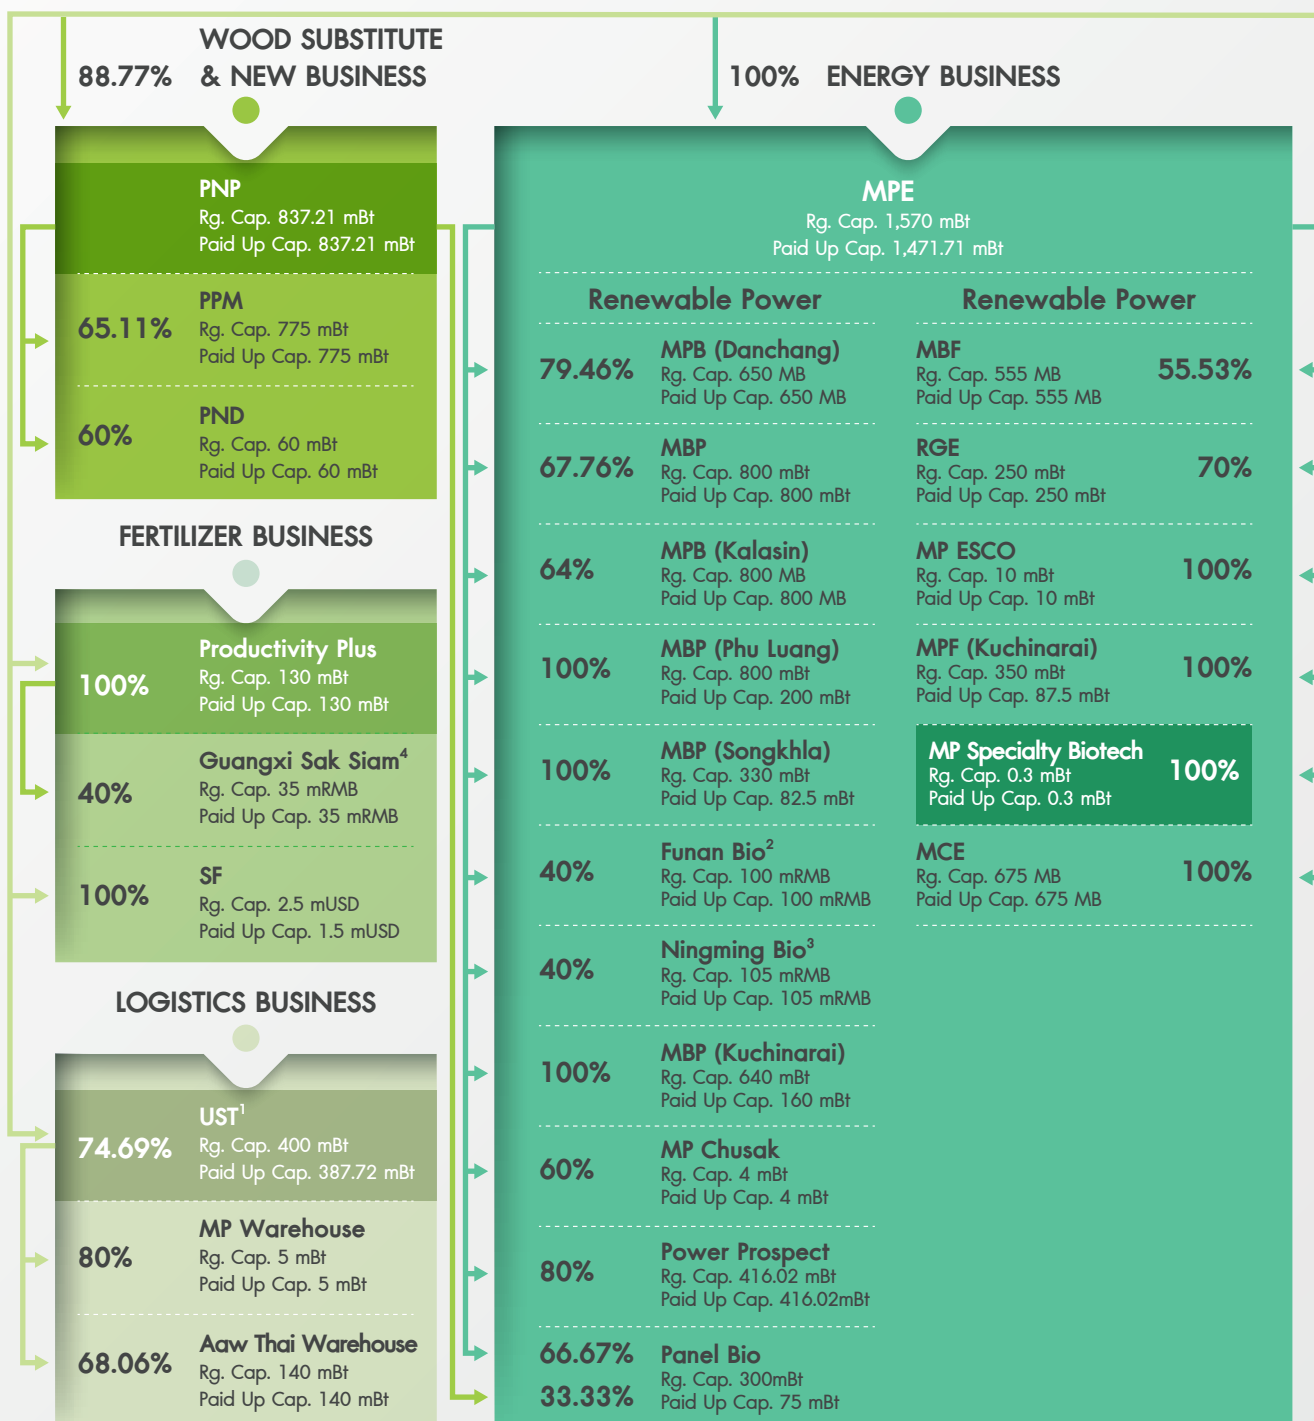 WOOD SUBSTITUTE
88.77% & NEW BUSINESS
PNP
Rg. Cap. 837.21 mBt
Paid Up Cap. 837.21 mBt
65.11%
PPM
Rg. Cap. 775 mBt
Paid Up Cap. 775 mBt
60%
PND
Rg. Cap. 60 mBt
Paid Up Cap. 60 mBt
FERTILIZER BUSINESS
100%
Productivity Plus
Rg. Cap. 130 mBt
Paid Up Cap. 130 mBt
40%
Guangxi Sak Siam4
Rg. Cap. 35 mRMB
Paid Up Cap. 35 mRMB
100%
SF
Rg. Cap. 2.5 mUSD
Paid Up Cap. 1.5 mUSD
LOGISTICS BUSINESS
74.69%
UST1
Rg. Cap. 400 mBt
Paid Up Cap. 387.72 mBt
80%
MP Warehouse
Rg. Cap. 5 mBt
Paid Up Cap. 5 mBt
68.06%
Aaw Thai Warehouse
Rg. Cap. 140 mBt
Paid Up Cap. 140 mBt
100% ENERGY BUSINESS
MPE
Rg. Cap. 1,570 mBt
Paid Up Cap. 1,471.71 mBt
Renewable Power
79.46%
MPB (Danchang)
Rg. Cap. 650 MB
Paid Up Cap. 650 MB
67.76%
MBP
Rg. Cap. 800 mBt
Paid Up Cap. 800 mBt
64%
MPB (Kalasin)
Rg. Cap. 800 MB
Paid Up Cap. 800 MB
100%
MBP (Phu Luang)
Rg. Cap. 800 mBt
Paid Up Cap. 200 mBt
100%
MBP (Songkhla)
Rg. Cap. 330 mBt
Paid Up Cap. 82.5 mBt
40%
Funan Bio2
Rg. Cap. 100 mRMB
Paid Up Cap. 100 mRMB
40%
Ningming Bio3
Rg. Cap. 105 mRMB
Paid Up Cap. 105 mRMB
100%
MBP (Kuchinarai)
Rg. Cap. 640 mBt
Paid Up Cap. 160 mBt
60%
MP Chusak
Rg. Cap. 4 mBt
Paid Up Cap. 4 mBt
80%
Power Prospect
Rg. Cap. 416.02 mBt
Paid Up Cap. 416.02mBt
66.67%
33.33%
Panel Bio
Rg. Cap. 300mBt
Paid Up Cap. 75 mBt
Renewable Power
MBF
Rg. Cap. 555 MB
Paid Up Cap. 555 MB
55.53%
RGE
Rg. Cap. 250 mBt
Paid Up Cap. 250 mBt
70%
MP ESCO
Rg. Cap. 10 mBt
Paid Up Cap. 10 mBt
100%
MPF (Kuchinarai)
Rg. Cap. 350 mBt
Paid Up Cap. 87.5 mBt
100%
MP Specialty Biotech
Rg. Cap. 0.3 mBt
Paid Up Cap. 0.3 mBt
100%
MCE
Rg. Cap. 675 MB
Paid Up Cap. 675 MB
100%